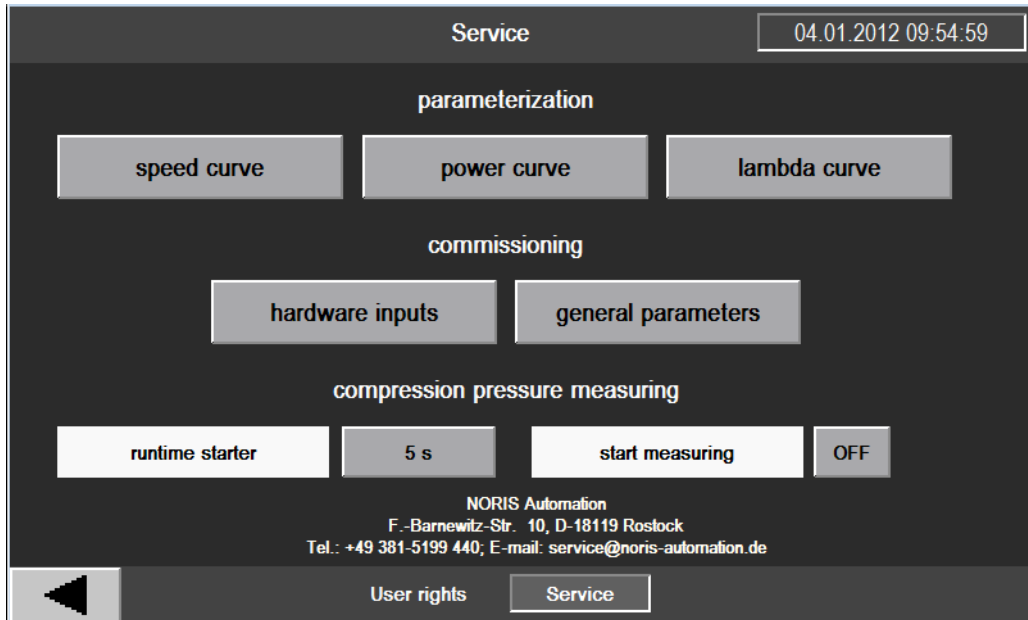 Service
04.01.2012 09:54:59
parameterization
speed curve
power curve
lambda curve
commissioning
hardware inputs
general parameters
compression pressure measuring
runtime starter
5 s
start measuring
OFF
NORIS Automation
F.-Barnewitz-Str. 10, D-18119 Rostock
Tel.: +49 381-5199 440; E-mail: service@noris-automation.de
User rights
Service